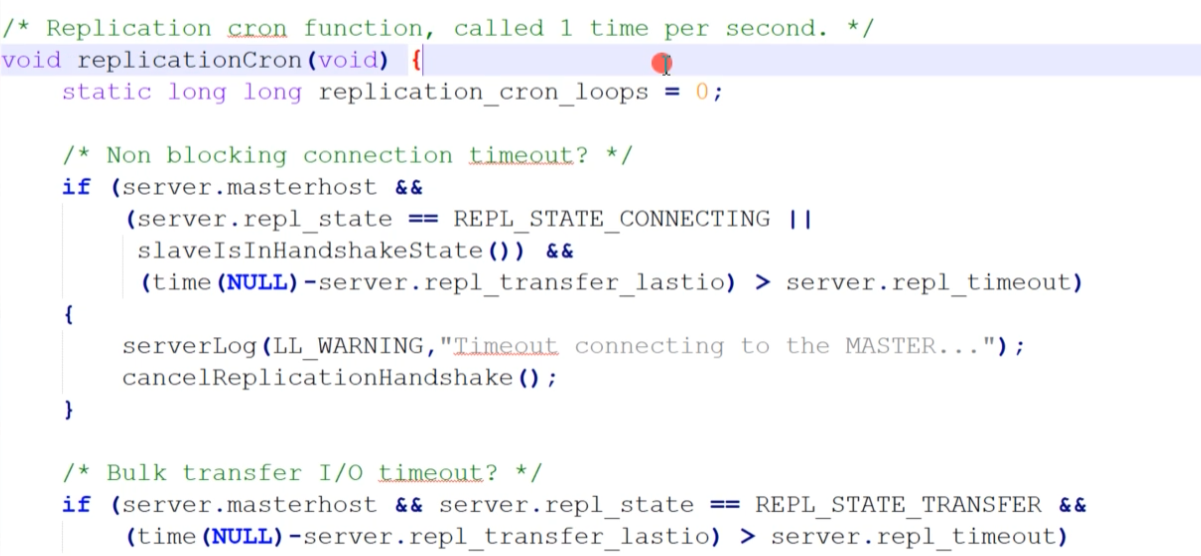 /* Replication cron function, called 1 time per second. */
void replicationCron(void) {
    static long long replication_cron_loops = 0;

    /* Non blocking connection timeout? */
    if (server.masterhost &&
        (server.repl_state == REPL_STATE_CONNECTING ||
         slaveIsInHandshakeState()) &&
         (time(NULL)-server.repl_transfer_lastio) > server.repl_timeout)
    {
        serverLog(LL_WARNING,"Timeout connecting to the MASTER...");
        cancelReplicationHandshake();
    }

    /* Bulk transfer I/O timeout? */
    if (server.masterhost && server.repl_state == REPL_STATE_TRANSFER &&
        (time(NULL)-server.repl_transfer_lastio) > server.repl_timeout)